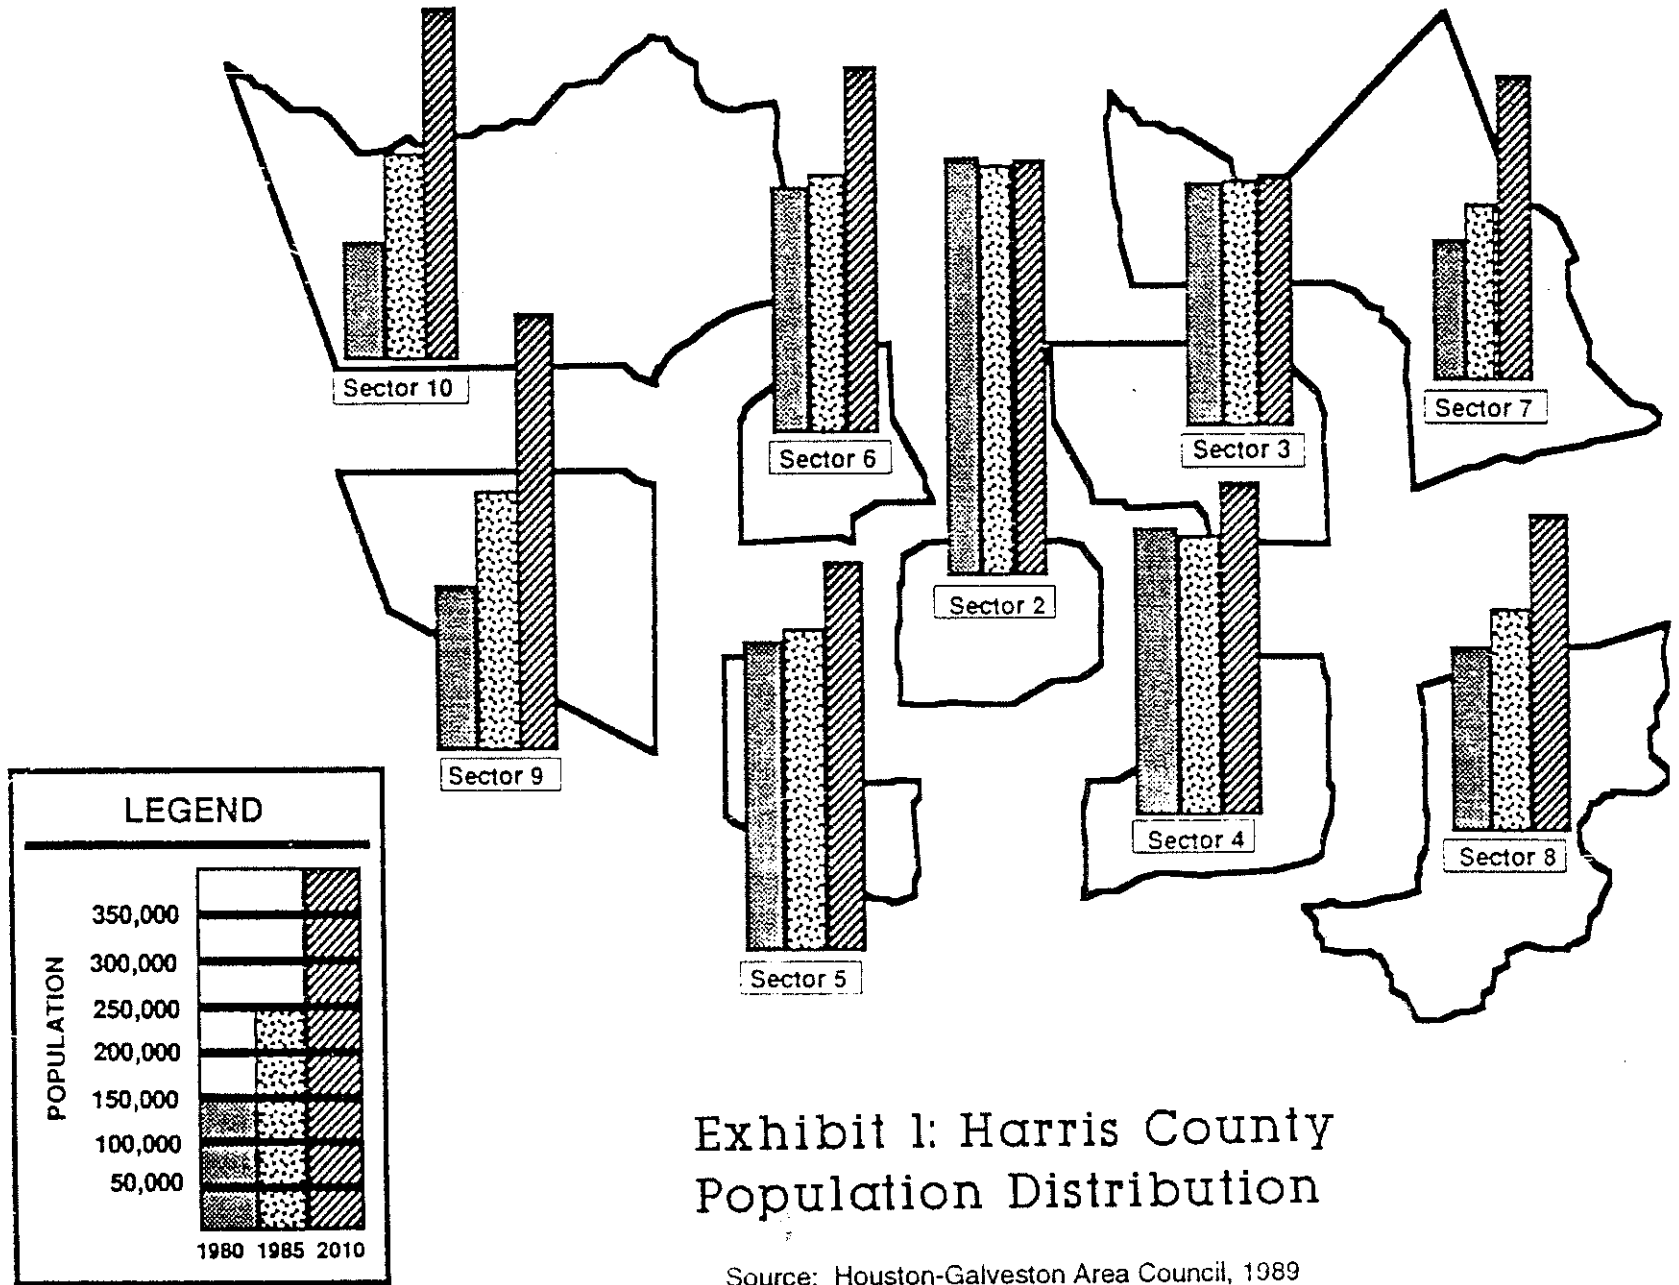 Sector 10
Sector 6
Sector 3
Sector 7
Sector 2
Sector 9
Sector 4
Sector 8
Sector 5
LEGEND
POPULATION
350,000
300,000
250,000
200,000
150,000
100,000
50,000
1980 1985 2010
Exhibit 1: Harris County
Population Distribution
Source: Houston-Galveston Area Council, 1989